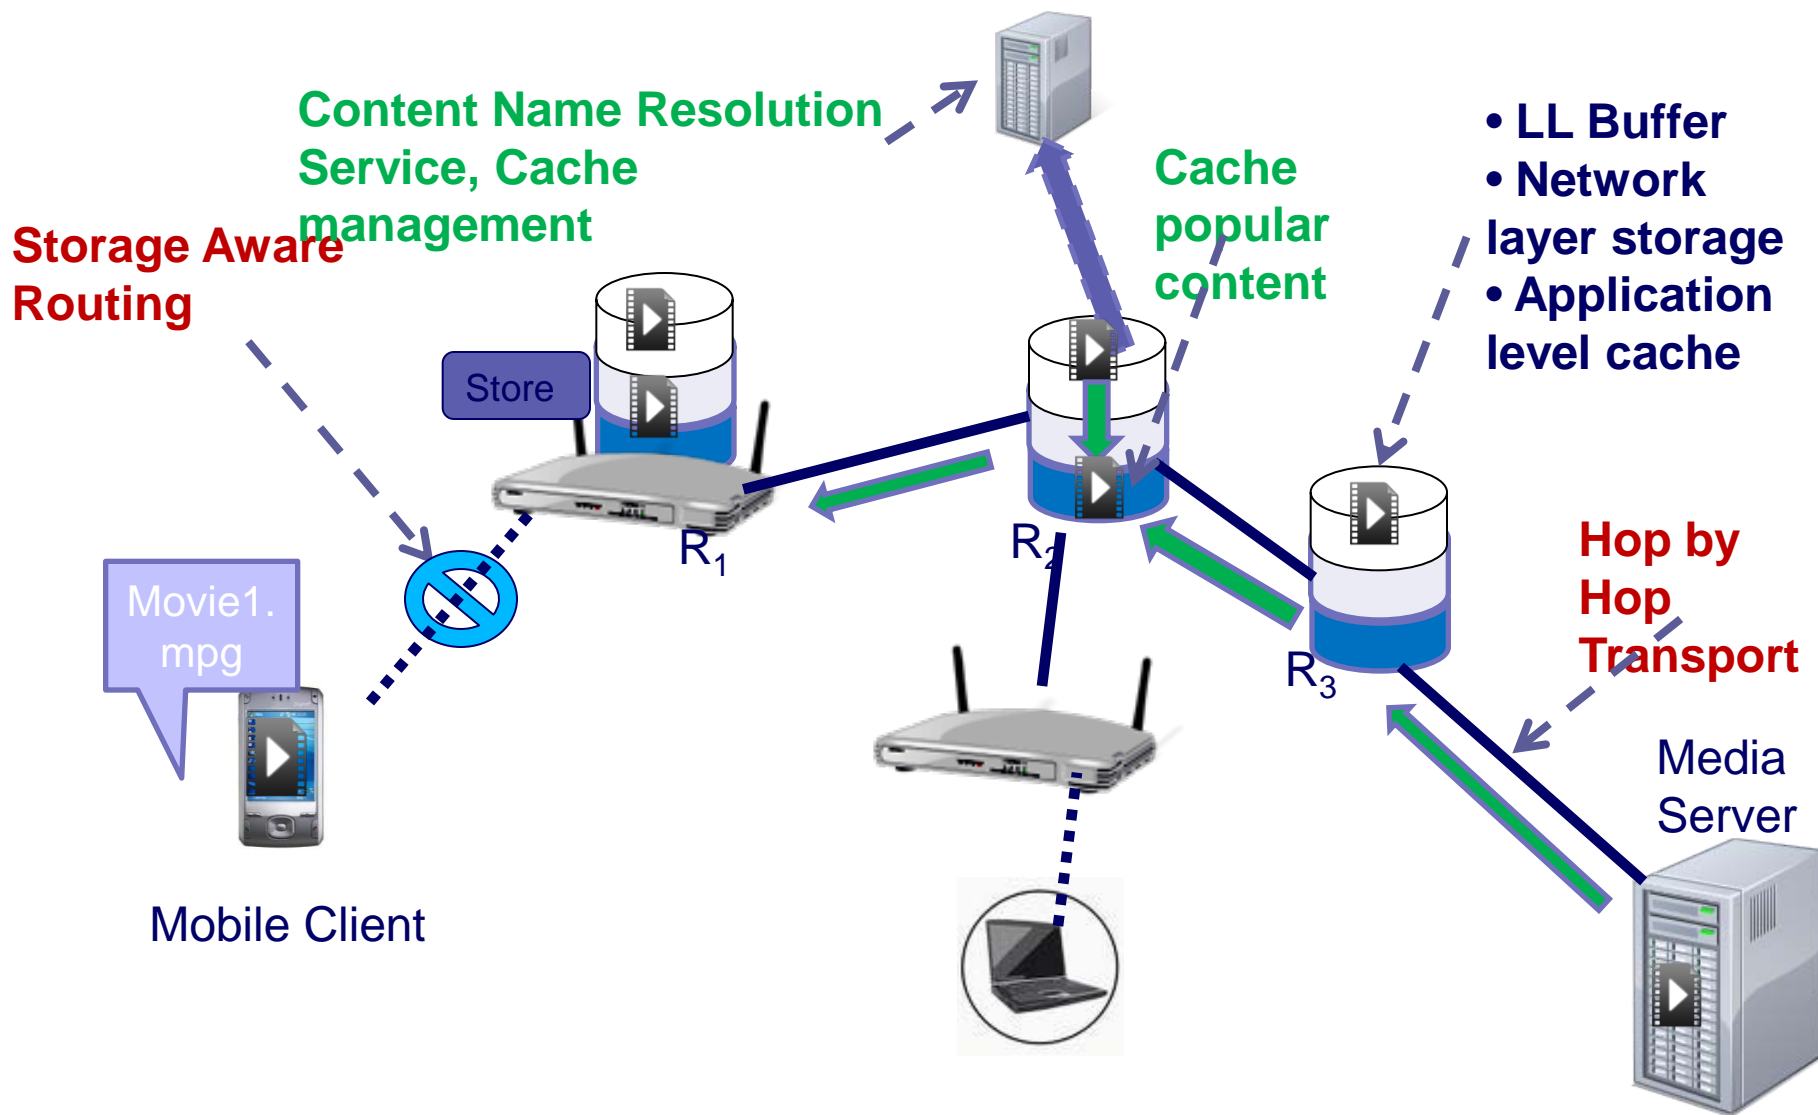 Content Name Resolution
Service, Cache
management
Storage Aware
Routing
Cache
popular
content
• LL Buffer
• Network
layer storage
• Application
level cache
Store
R1
R2
R3
Hop by
Hop
Transport
Movie1.
mpg
Media
Server
Mobile Client